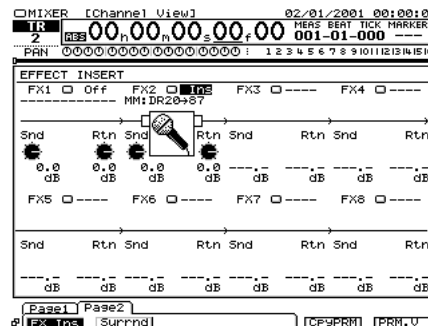 MIXER [Channel View] 02/01/2001 00:00:0
TR 2 ABS 00h00m00s00f00 MEAS BEAT TICK MARKER
001-01-000 ----
PAN 1 2 3 4 5 6 7 8 9 10 11 12 13 14 15 16
EFFECT INSERT
FX1 Off FX2 Ins FX3 ---- FX4 ----
---------------- MM:DR20→87
Snd Rtn Snd Rtn Snd Rtn Snd Rtn
0.0 0.0 0.0 0.0 ---.- ---.- ---.- ---.-
dB dB dB dB dB dB dB dB
FX5 ---- FX6 ---- FX7 ---- FX8 ----
Snd Rtn Snd Rtn Snd Rtn Snd Rtn
---.- ---.- ---.- ---.- ---.- ---.- ---.- ---.-
dB dB dB dB dB dB dB dB
Page1 Page2
FX Ins Surrnd CpyPRM PRM.V